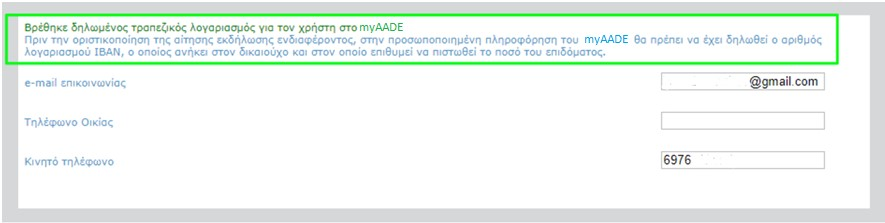 Βρέθηκε δηλωμένος τραπεζικός λογαριασμός για τον χρήστη στο myAADE
Πριν την οριστικοποίηση της αίτησης εκδήλωσης ενδιαφέροντος, στην προσωποποιημένη πληροφόρηση του myAADE θα πρέπει να έχει δηλωθεί ο αριθμός
λογαριασμού IBAN, ο οποίος ανήκει στον δικαιούχο και στον οποίο επιθυμεί να πιστωθεί το ποσό του επιδόματος.
e-mail επικοινωνίας @gmail.com
Τηλέφωνο Οικίας
Κινητό τηλέφωνο 6976